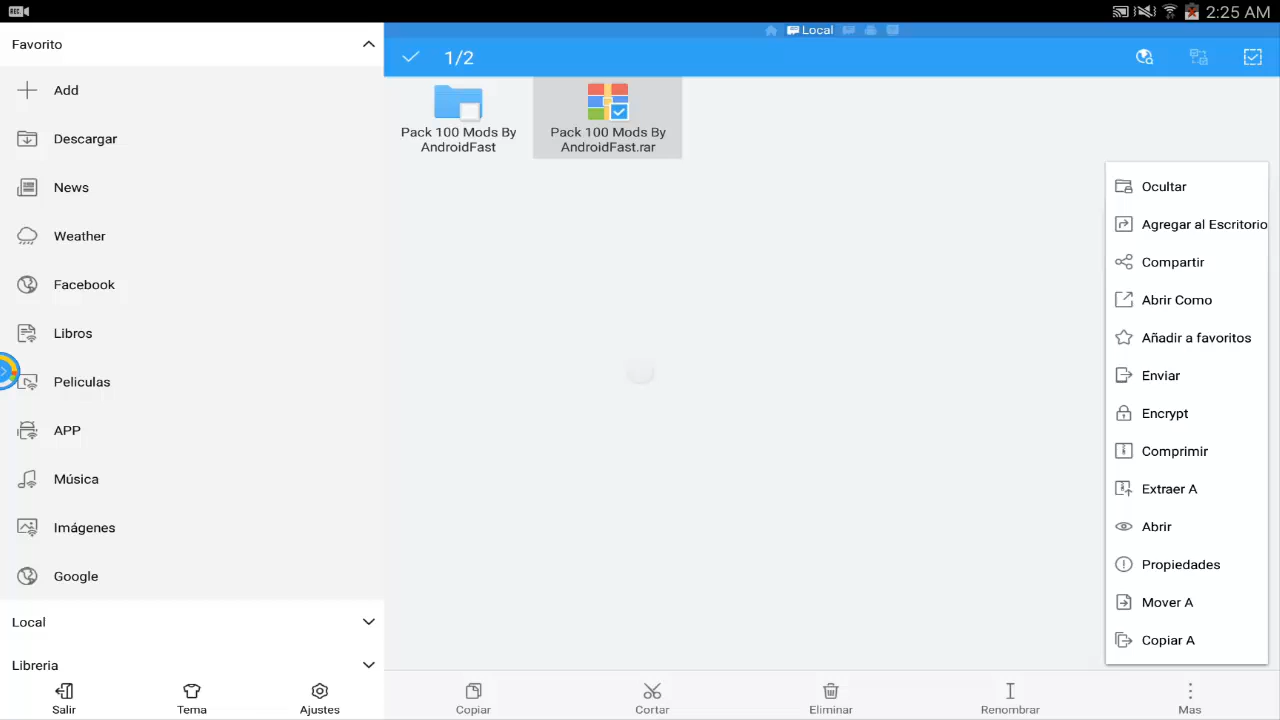 REC
2:25 AM
Favorito
Add
Descargar
News
Weather
Facebook
Libros
Peliculas
APP
Música
Imágenes
Google
Local
Libreria
Salir
Tema
Ajustes
Local
1/2
Pack 100 Mods By
AndroidFast
Pack 100 Mods By
AndroidFast.rar
Ocultar
Agregar al Escritorio
Compartir
Abrir Como
Añadir a favoritos
Enviar
Encrypt
Comprimir
Extraer A
Abrir
Propiedades
Mover A
Copiar A
Copiar
Cortar
Eliminar
Renombrar
Mas